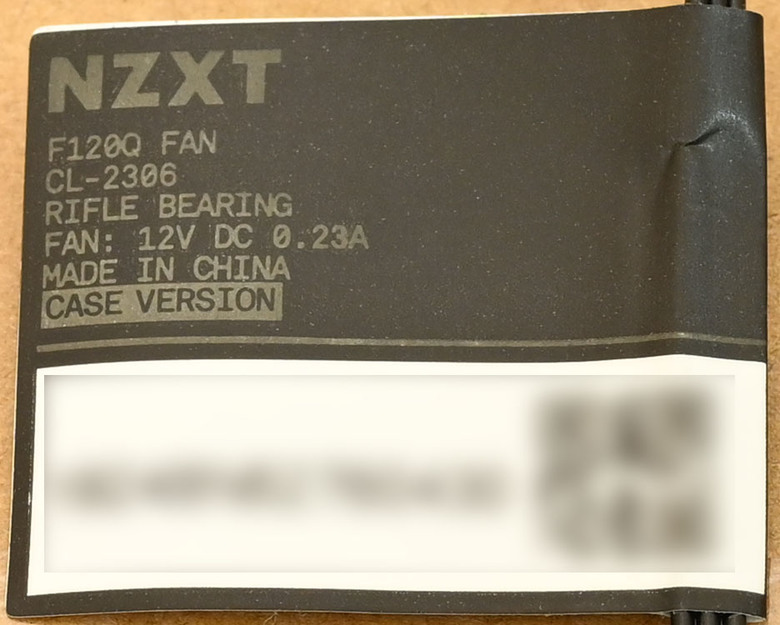 NZXT
F120Q FAN
CL-2306
RIFLE BEARING
FAN: 12V DC 0.23A
MADE IN CHINA
CASE VERSION